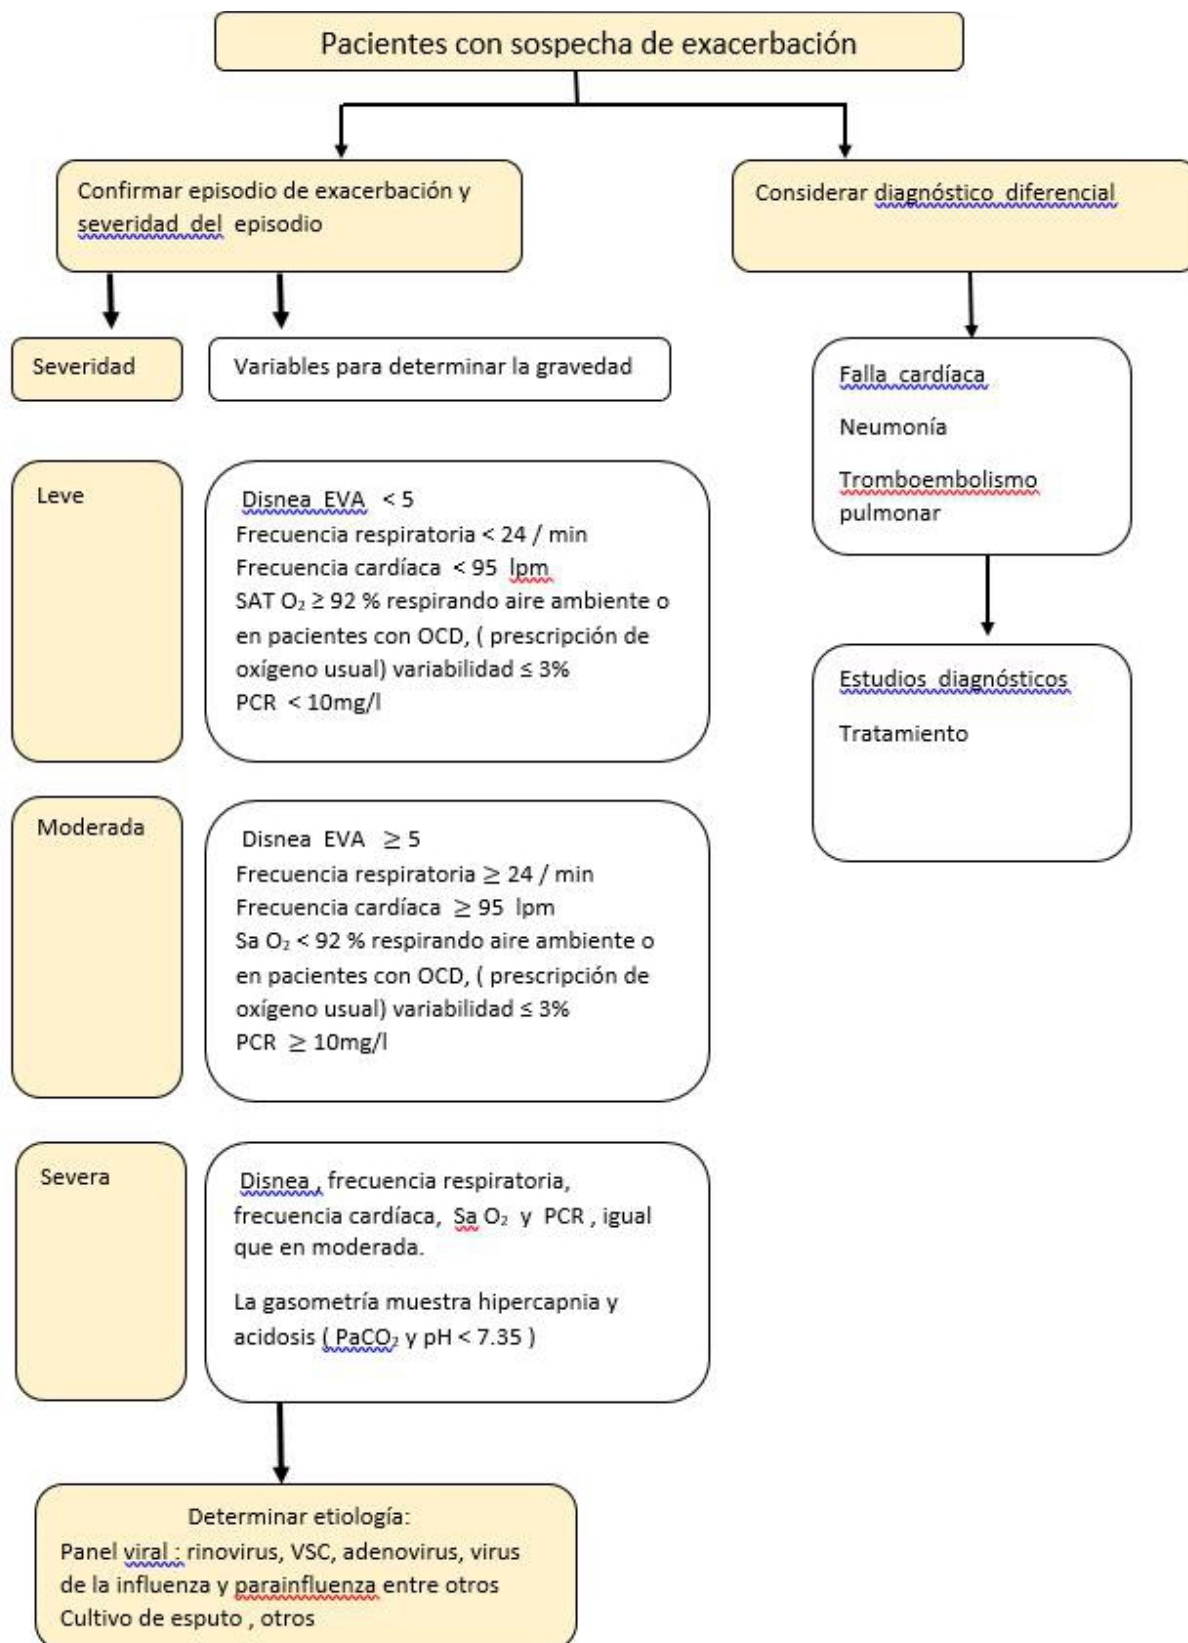 Pacientes con sospecha de exacerbación
Confirmar episodio de exacerbación y
severidad del episodio
Considerar diagnóstico diferencial
Severidad
Variables para determinar la gravedad
Falla cardíaca
Neumonía
Tromboembolismo
pulmonar
Estudios diagnósticos
Tratamiento
Leve
Disnea EVA < 5
Frecuencia respiratoria < 24 / min
Frecuencia cardíaca < 95 lpm
SAT O₂ ≥ 92 % respirando aire ambiente o
en pacientes con OCD, ( prescripción de
oxígeno usual) variabilidad ≤ 3%
PCR < 10mg/l
Moderada
Disnea EVA ≥ 5
Frecuencia respiratoria ≥ 24 / min
Frecuencia cardíaca ≥ 95 lpm
Sa O₂ < 92 % respirando aire ambiente o
en pacientes con OCD, ( prescripción de
oxígeno usual) variabilidad ≤ 3%
PCR ≥ 10mg/l
Severa
Disnea , frecuencia respiratoria,
frecuencia cardíaca, Sa O₂ y PCR , igual
que en moderada.
La gasometría muestra hipercapnia y
acidosis ( PaCO₂ y pH < 7.35 )
Determinar etiología:
Panel viral : rinovirus, VSC, adenovirus, virus
de la influenza y parainfluenza entre otros
Cultivo de esputo , otros